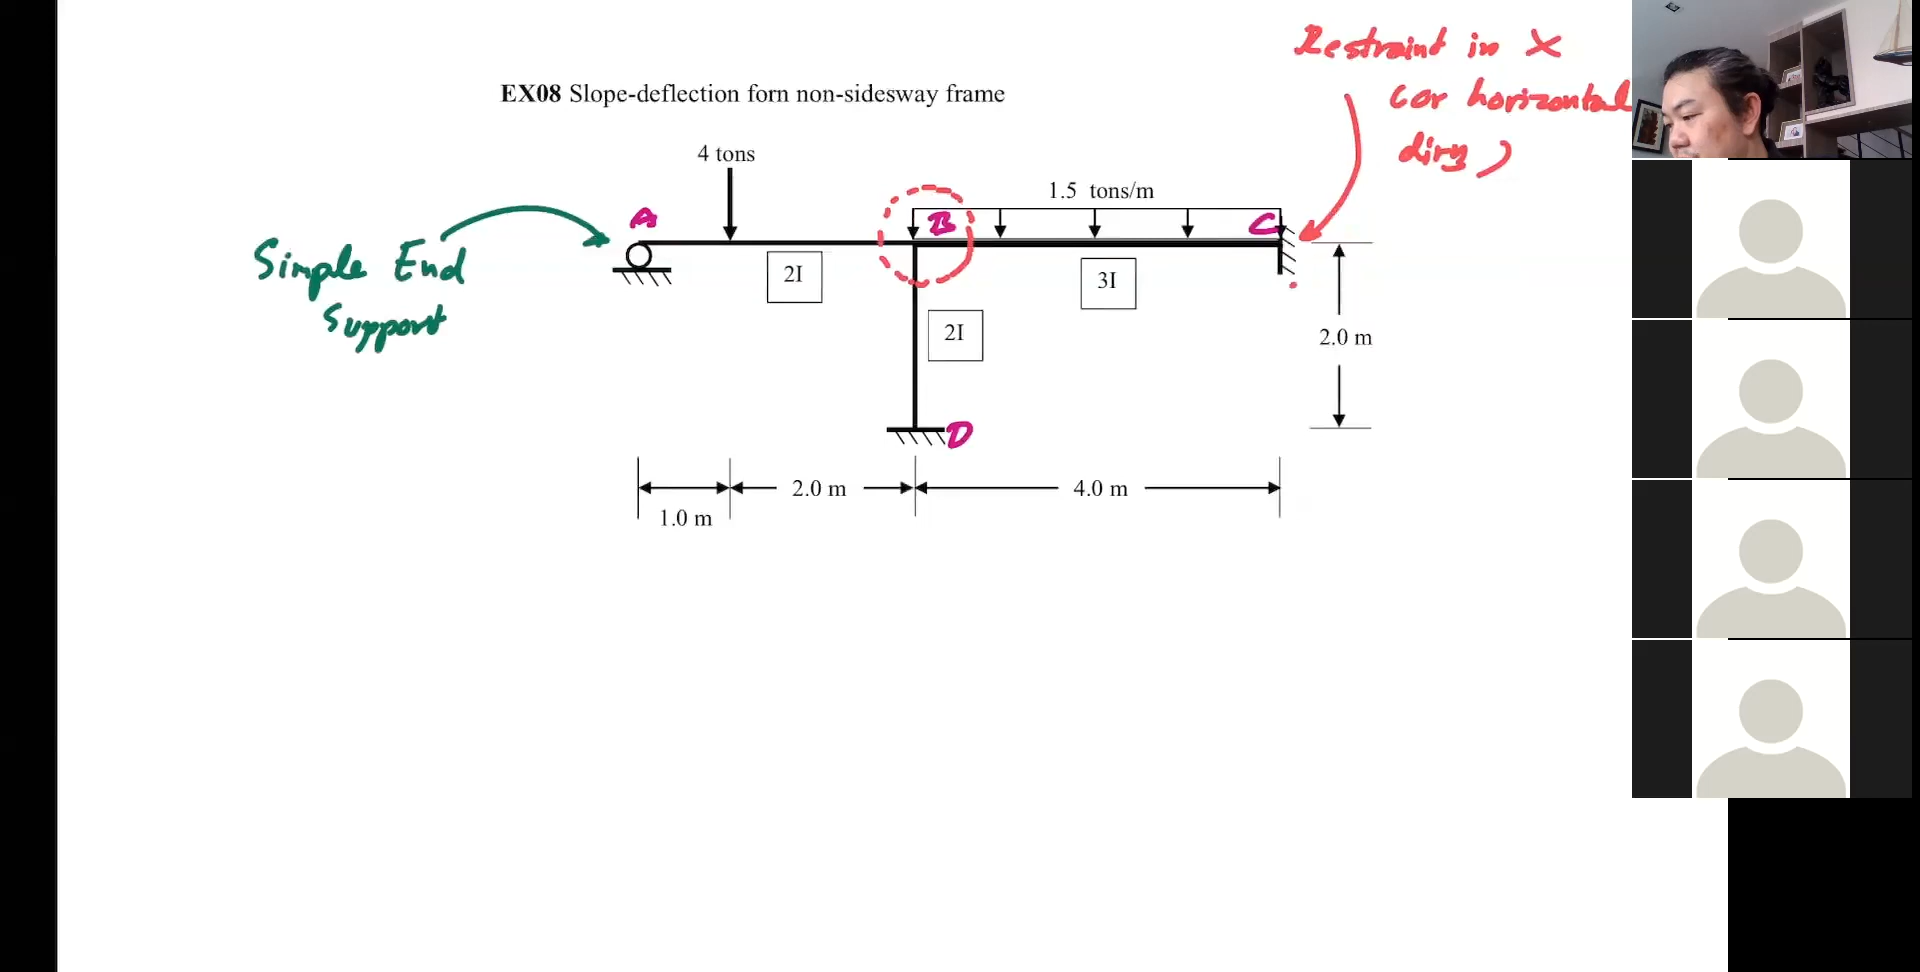 Restraint in X
(or horizontal
dirn)
EX08 Slope-deflection forn non-sidesway frame
4 tons
1.5 tons/m
A
B
C
Simple End
Support
2I
3I
2I
2.0 m
D
2.0 m
4.0 m
1.0 m